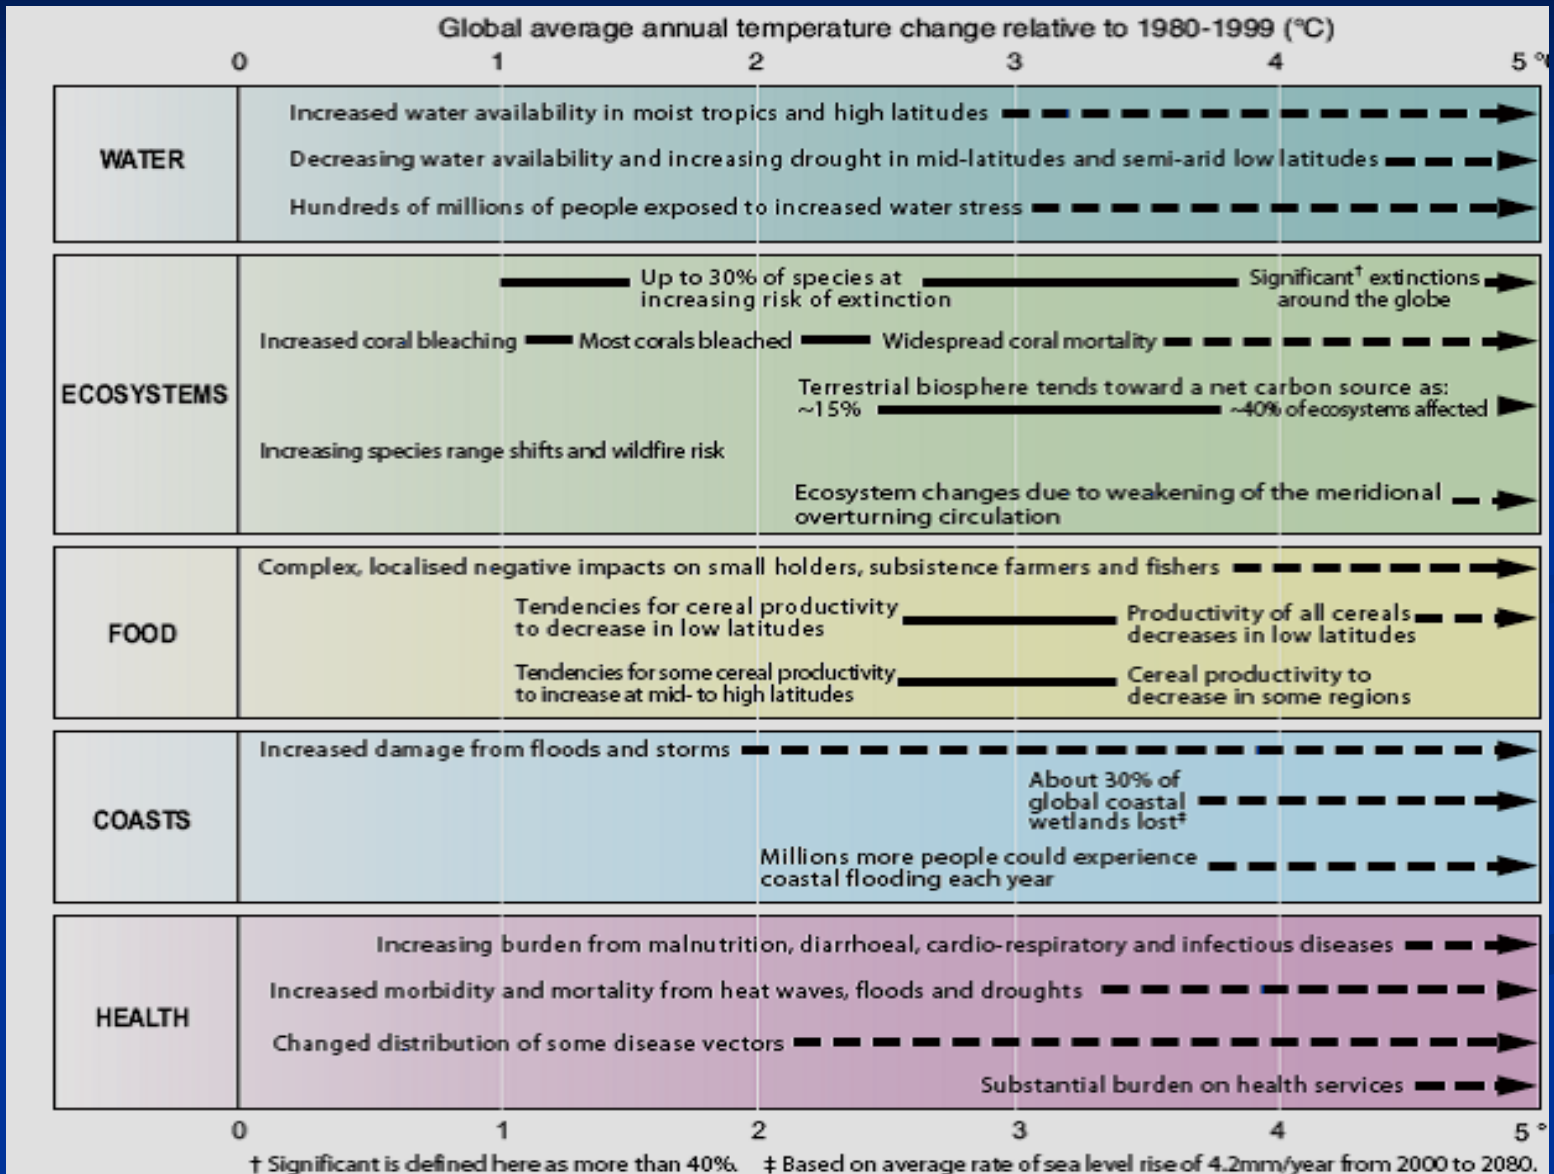 Global average annual temperature change relative to 1980-1999 (°C)
0 1 2 3 4 5 °
WATER
Increased water availability in moist tropics and high latitudes
Decreasing water availability and increasing drought in mid-latitudes and semi-arid low latitudes
Hundreds of millions of people exposed to increased water stress
ECOSYSTEMS
Up to 30% of species at
increasing risk of extinction
Significant† extinctions
around the globe
Increased coral bleaching Most corals bleached Widespread coral mortality
Terrestrial biosphere tends toward a net carbon source as:
~15% ~40% of ecosystems affected
Increasing species range shifts and wildfire risk
Ecosystem changes due to weakening of the meridional
overturning circulation
FOOD
Complex, localised negative impacts on small holders, subsistence farmers and fishers
Tendencies for cereal productivity
to decrease in low latitudes
Productivity of all cereals
decreases in low latitudes
Tendencies for some cereal productivity
to increase at mid- to high latitudes
Cereal productivity to
decrease in some regions
COASTS
Increased damage from floods and storms
About 30% of
global coastal
wetlands lost‡
Millions more people could experience
coastal flooding each year
HEALTH
Increasing burden from malnutrition, diarrhoeal, cardio-respiratory and infectious diseases
Increased morbidity and mortality from heat waves, floods and droughts
Changed distribution of some disease vectors
Substantial burden on health services
0 1 2 3 4 5 °
† Significant is defined here as more than 40%. ‡ Based on average rate of sea level rise of 4.2mm/year from 2000 to 2080.